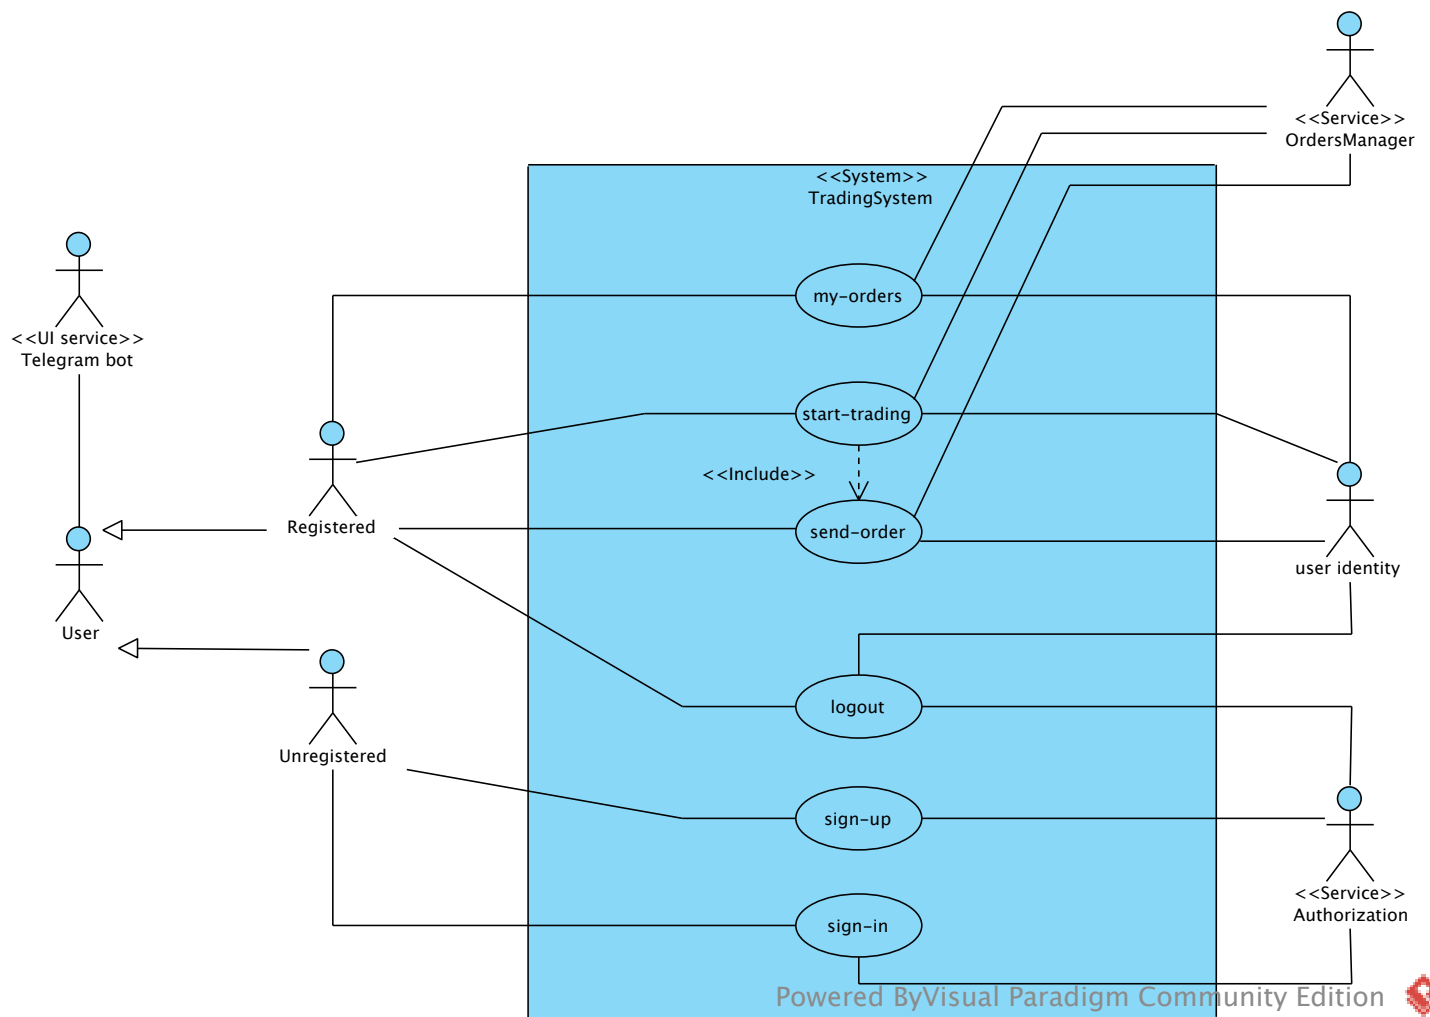 <<Service>>
OrdersManager
<<System>>
TradingSystem
my-orders
<<UI service>>
Telegram bot
start-trading
<<Include>>
Registered
send-order
user identity
User
logout
Unregistered
sign-up
<<Service>>
Authorization
sign-in
Powered ByVisual Paradigm Community Edition